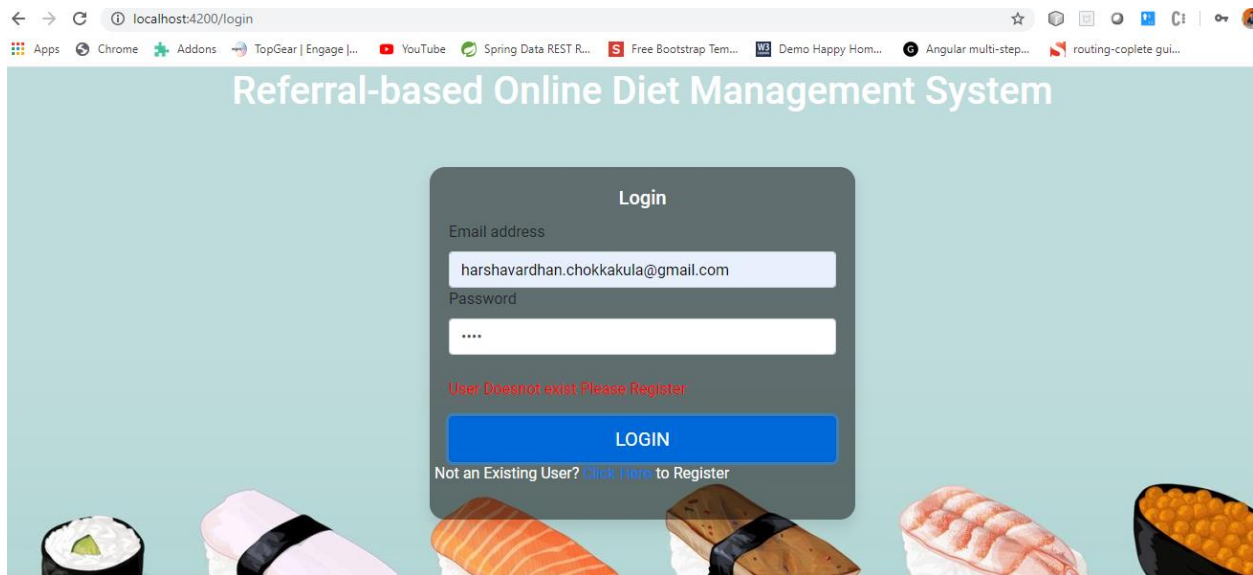 localhost:4200/login
Apps Chrome Addons TopGear | Engage |... YouTube Spring Data REST R... S Free Bootstrap Tem... W3 Demo Happy Hom... G Angular multi-step... routing-coplete gui...
Referral-based Online Diet Management System
Login
Email address
harshavardhan.chokkakula@gmail.com
Password
....
User Doesnot exist Please Register
LOGIN
Not an Existing User? Click Here to Register